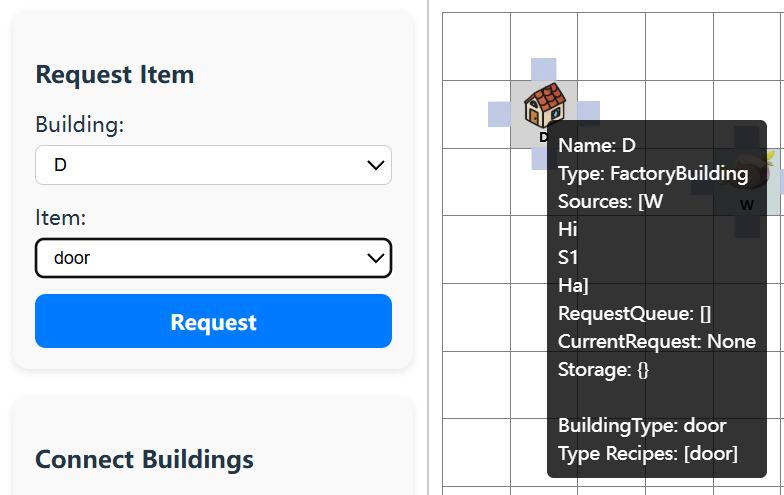 Request Item
Building:
D
Item:
door
Request
Connect Buildings
D
W
Name: D
Type: FactoryBuilding
Sources: [W
Hi
S1
Ha]
RequestQueue: []
CurrentRequest: None
Storage: {}
BuildingType: door
Type Recipes: [door]